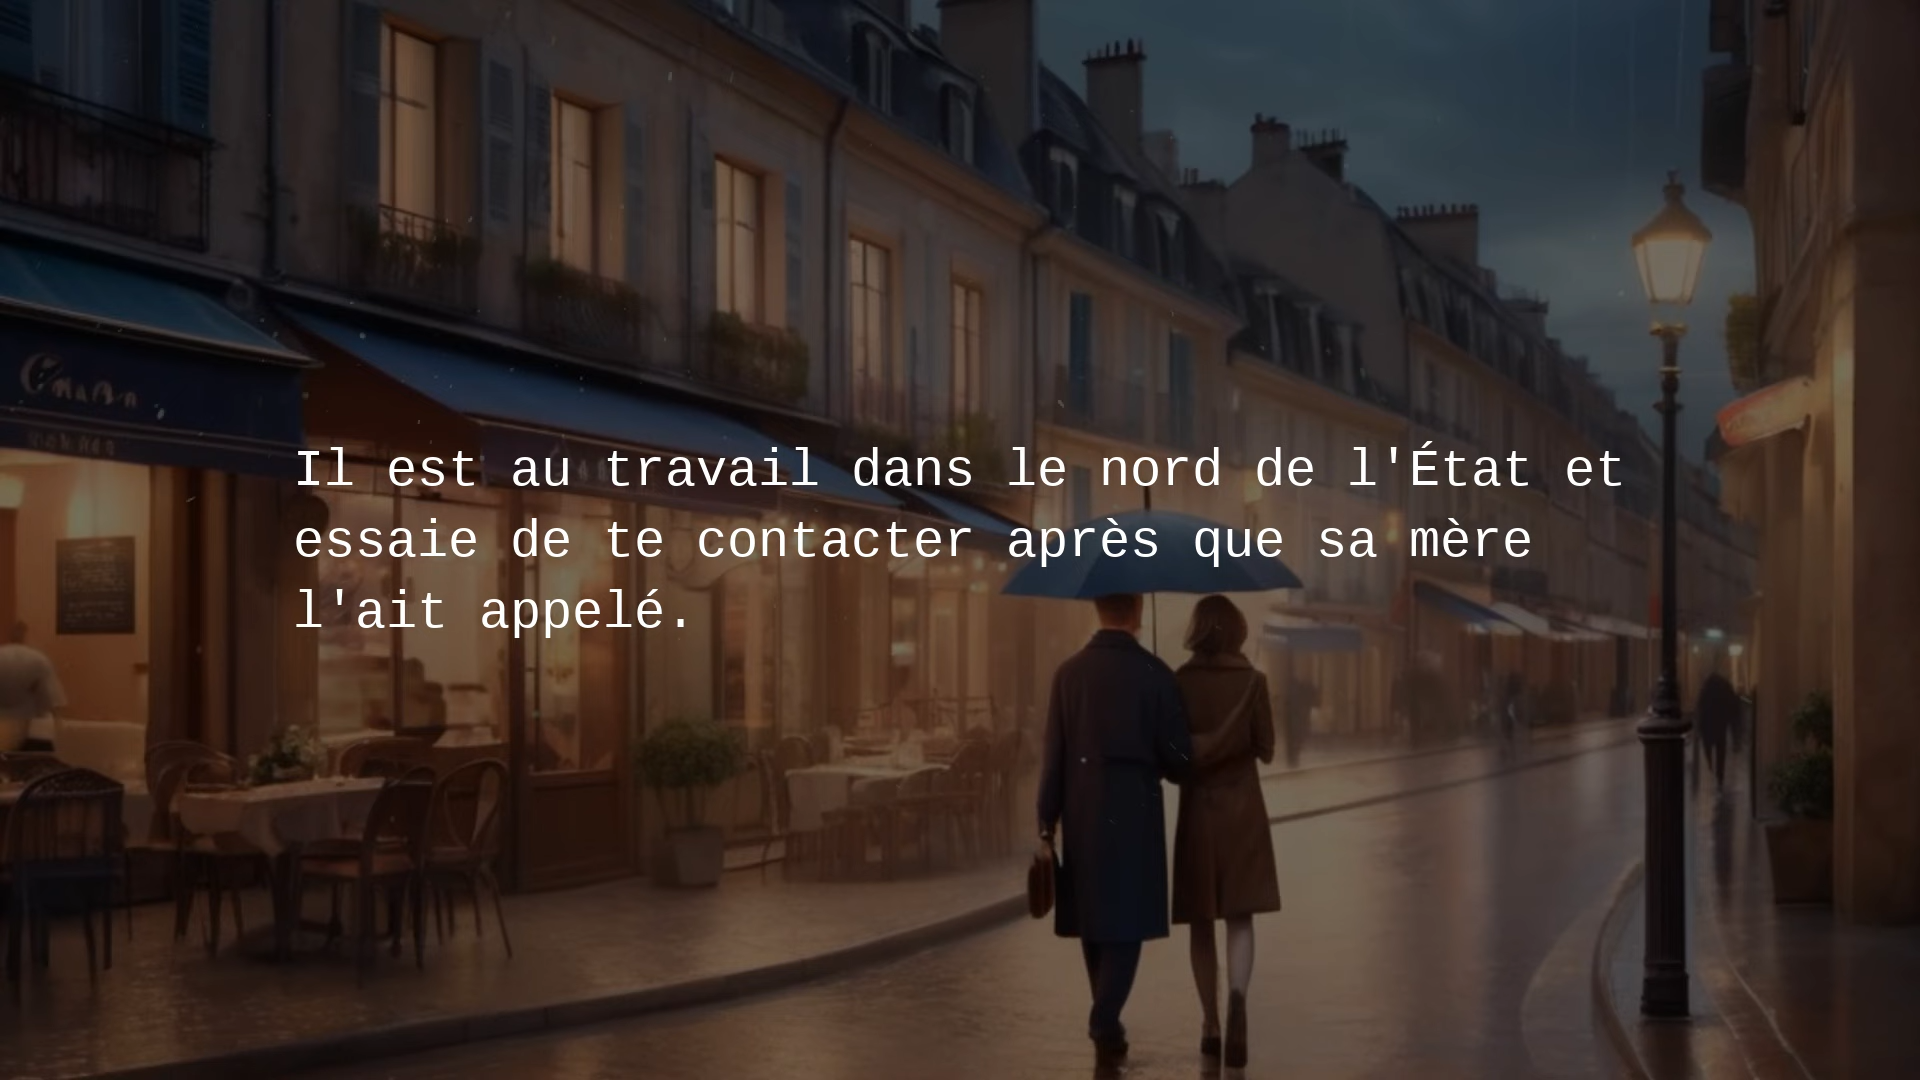 Il est au travail dans le nord de l'État et
essaie de te contacter après que sa mère
l'ait appelé.